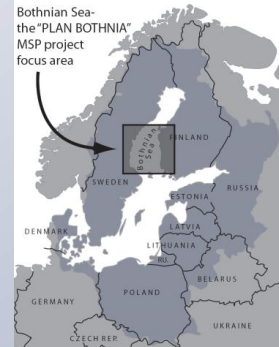 Bothnian Sea-
the "PLAN BOTHNIA"
MSP project
focus area
Bothnian
Sea
FINLAND
SWEDEN
RUSSIA
ESTONIA
LATVIA
DENMARK
LITHUANIA
RU.
BELARUS
POLAND
GERMANY
UKRAINE
CZECH REP.